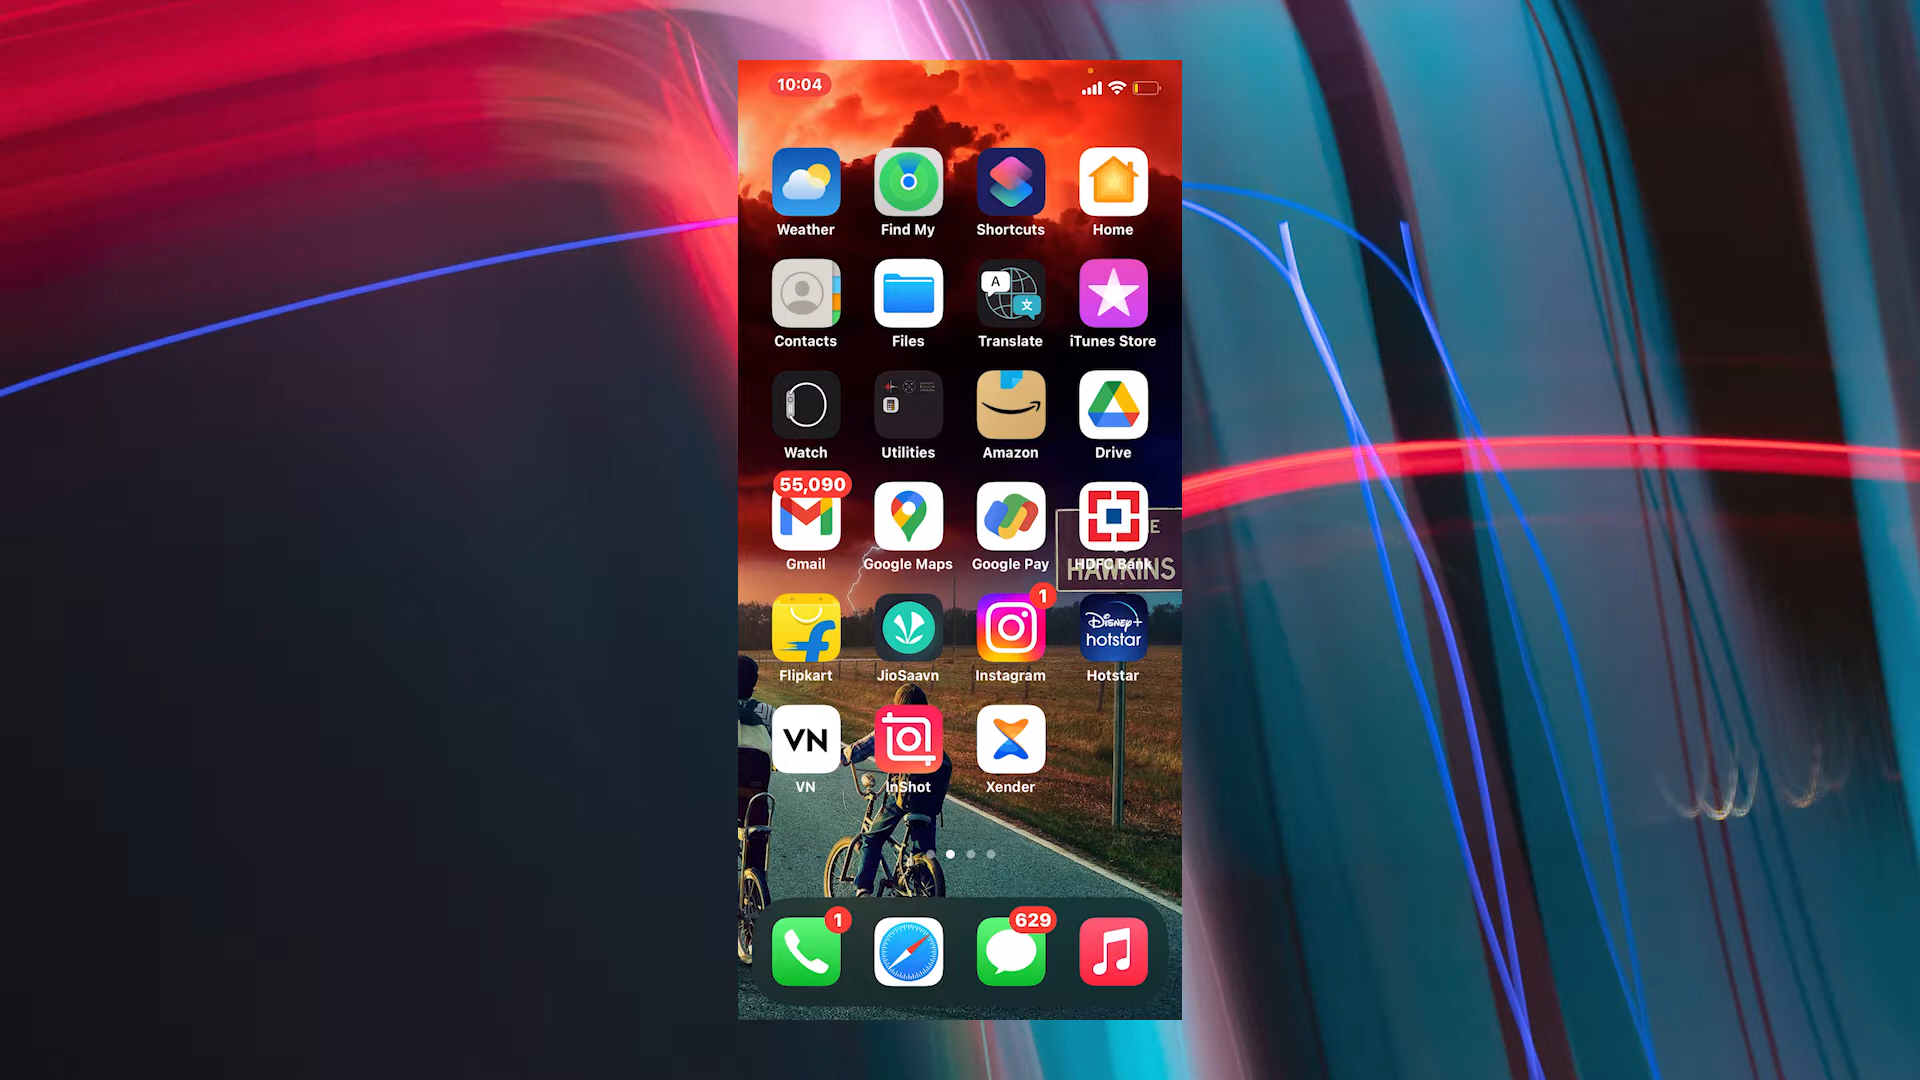 10:04
Weather Find My Shortcuts Home
A 文
Contacts Files Translate iTunes Store
Watch Utilities Amazon Drive
55,090
E
Gmail Google Maps Google Pay HDFC Bank
HAWKINS
1
Disney+
hotstar
Flipkart JioSaavn Instagram Hotstar
VN
VN InShot Xender
1 629